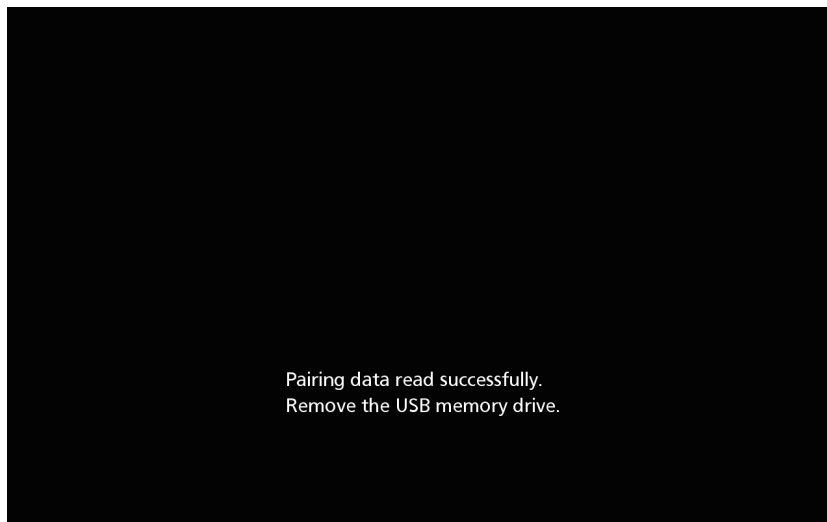 Pairing data read successfully.
Remove the USB memory drive.